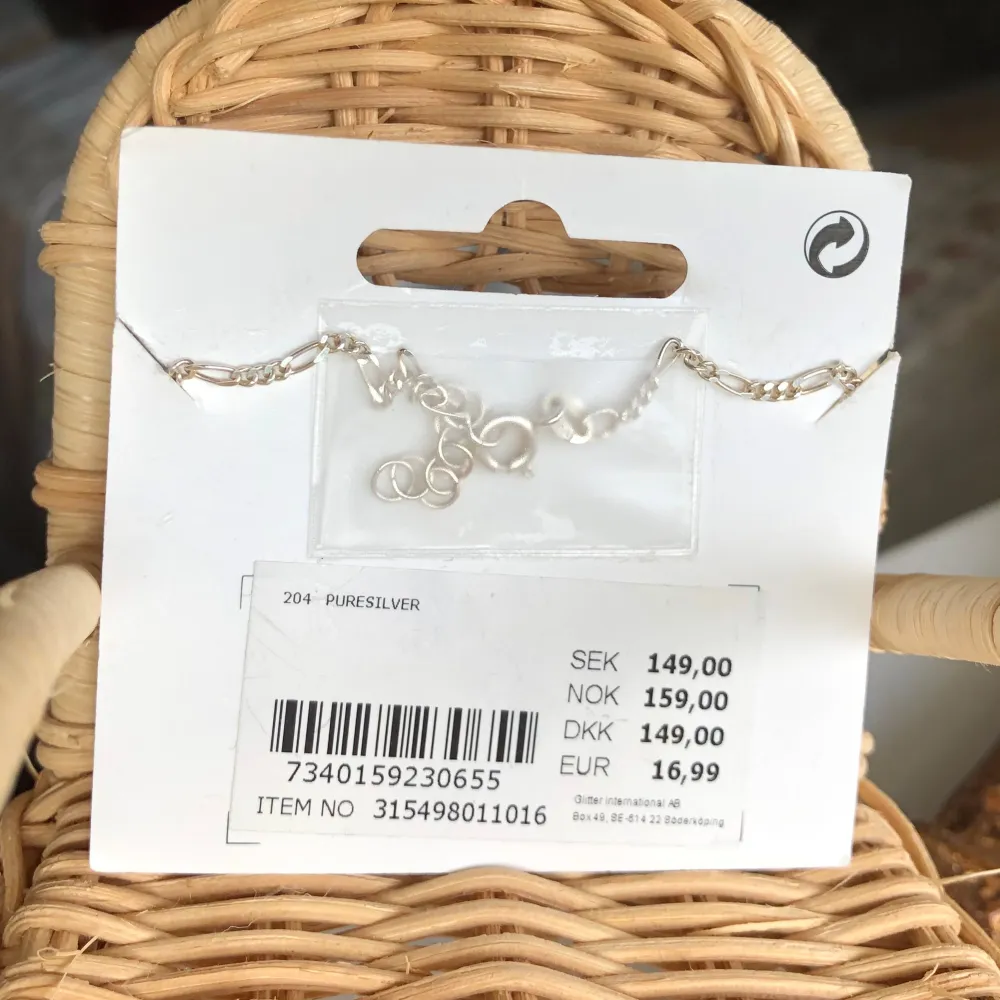 204 PURESILVER
SEK 149,00
NOK 159,00
DKK 149,00
EUR 16,99
7340159230655
ITEM NO 315498011016
Glitter International AB
Box 49, SE-614 22 Söderköping